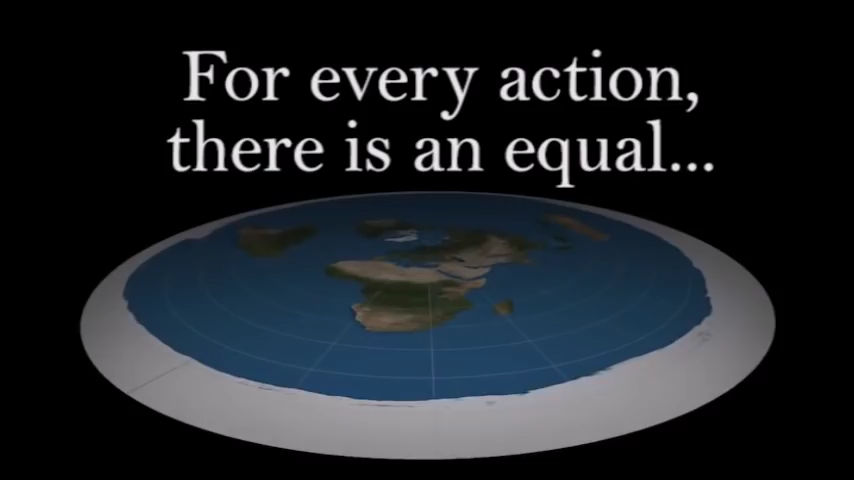 For every action,
there is an equal...